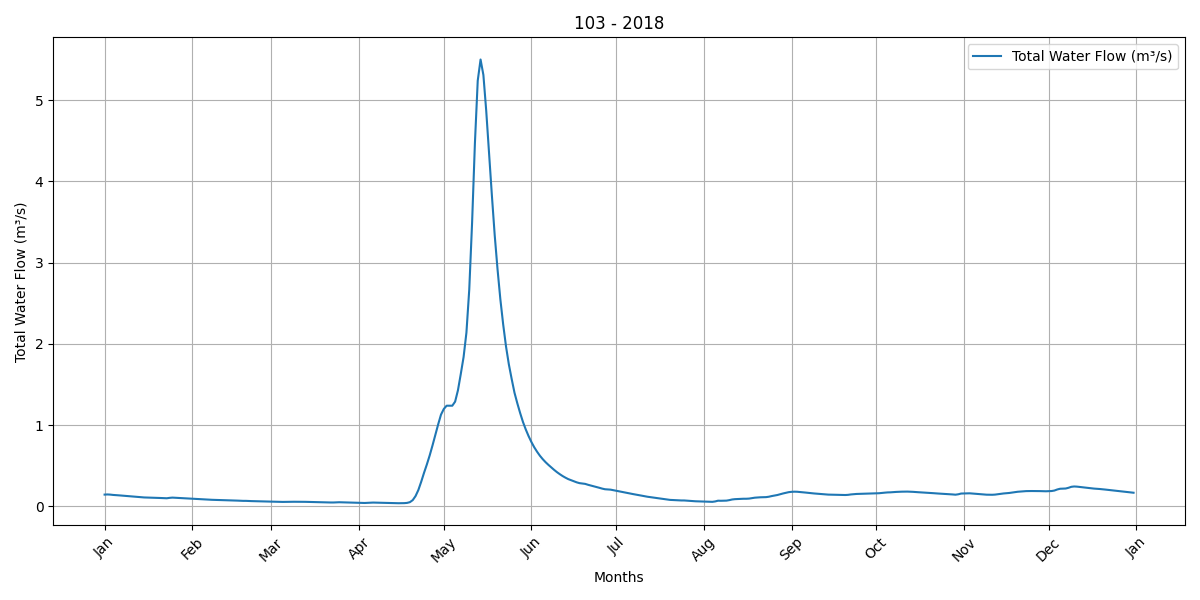 103 - 2018
Total Water Flow (m³/s)
Total Water Flow (m³/s)
5
4
3
2
1
0
Jan
Feb
Mar
Apr
May
Jun
Jul
Aug
Sep
Oct
Nov
Dec
Jan
Months